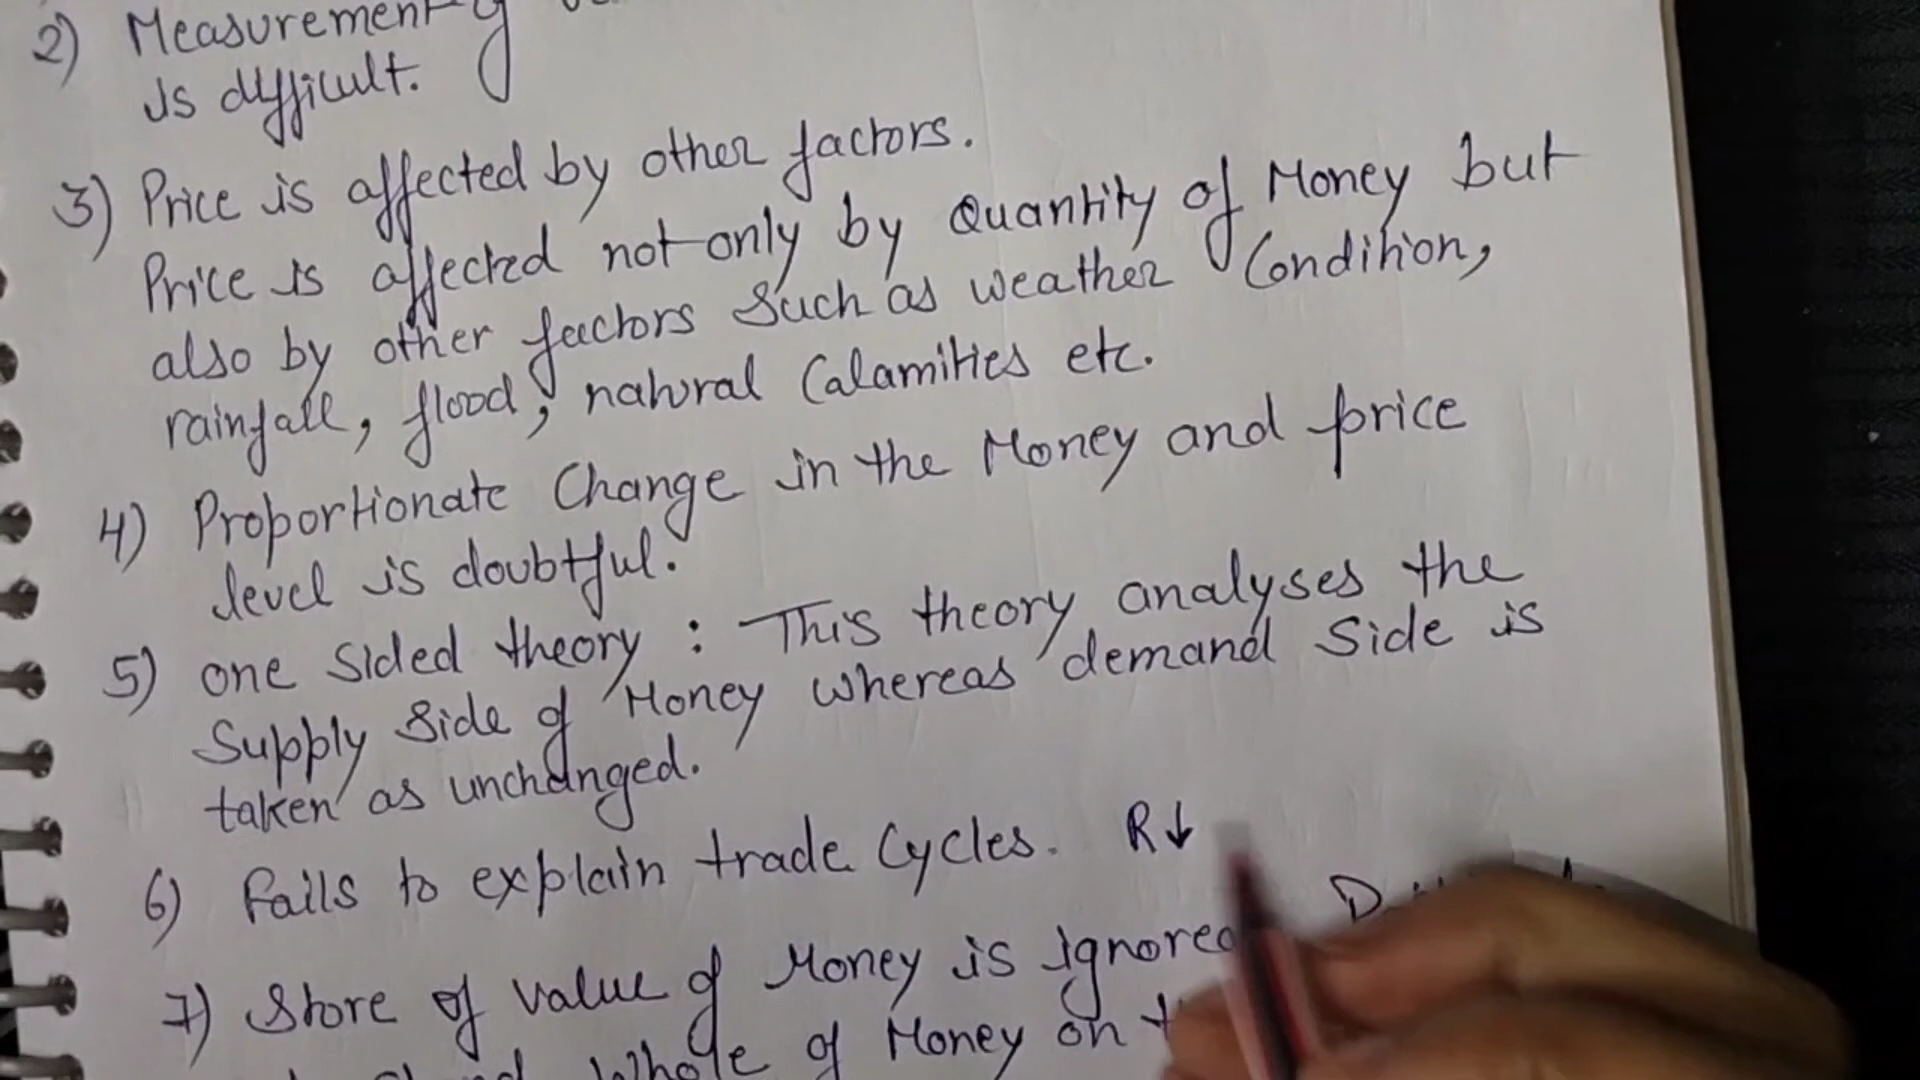 2) Measurement of
is difficult.
3) Price is affected by other factors.
Price is affected not only by Quantity of Money but
also by other factors such as weather Condition,
rainfall, flood, natural Calamities etc.
4) Proportionate Change in the Money and price
level is doubtful.
5) one sided theory : This theory analyses the
Supply side of Money whereas demand side is
taken as unchanged.
6) Fails to explain trade Cycles. R↓
7) Store of value of Money is ignored
Whole of Money on